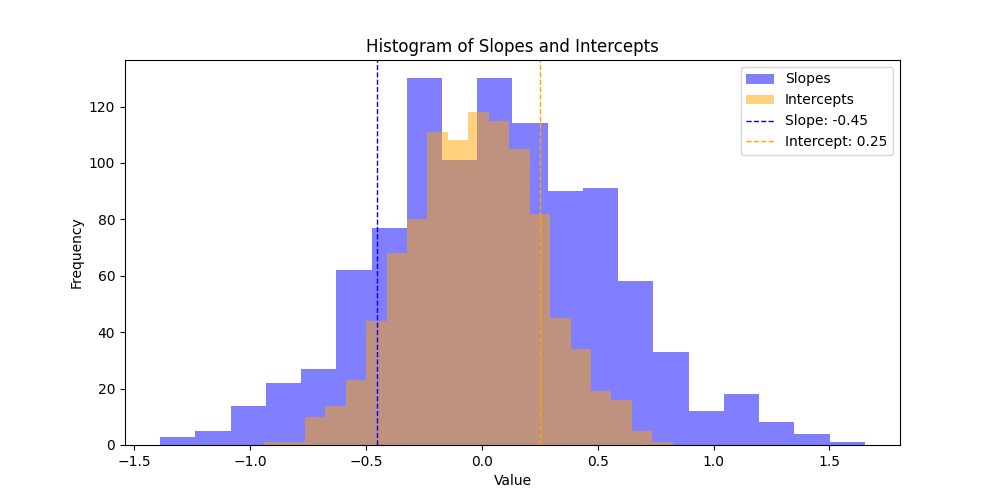 Histogram of Slopes and Intercepts
Slopes
Intercepts
Slope: -0.45
Intercept: 0.25
Frequency
120
100
80
60
40
20
0
−1.5 −1.0 −0.5 0.0 0.5 1.0 1.5
Value